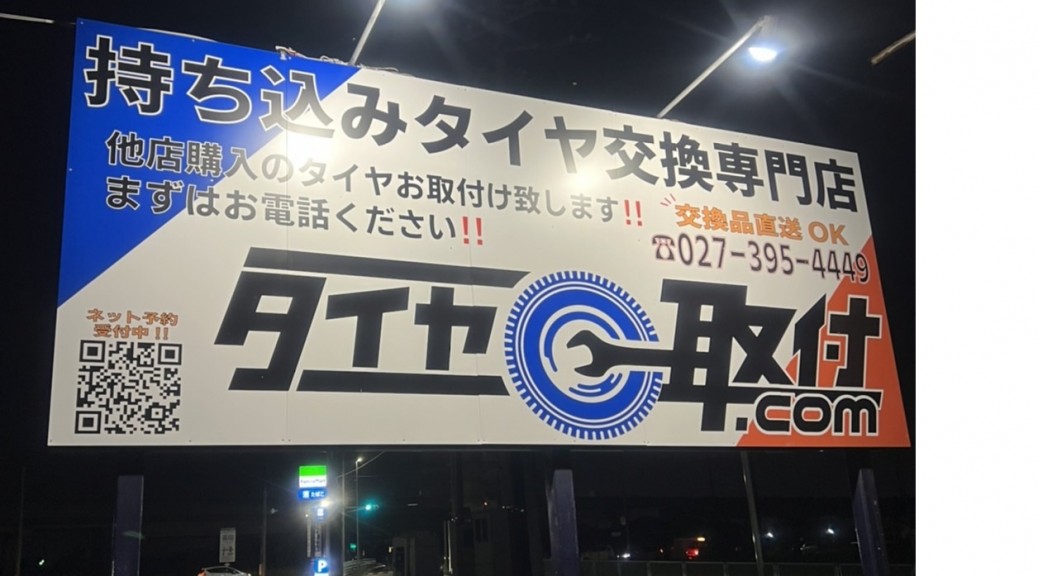 持ち込みタイヤ交換専門店
他店購入のタイヤお取付け致します!!
まずはお電話ください!!
交換品直送 OK
☎027-395-4449
タイヤ取付
.com
ネット予約
受付中!!
FamilyMart
P